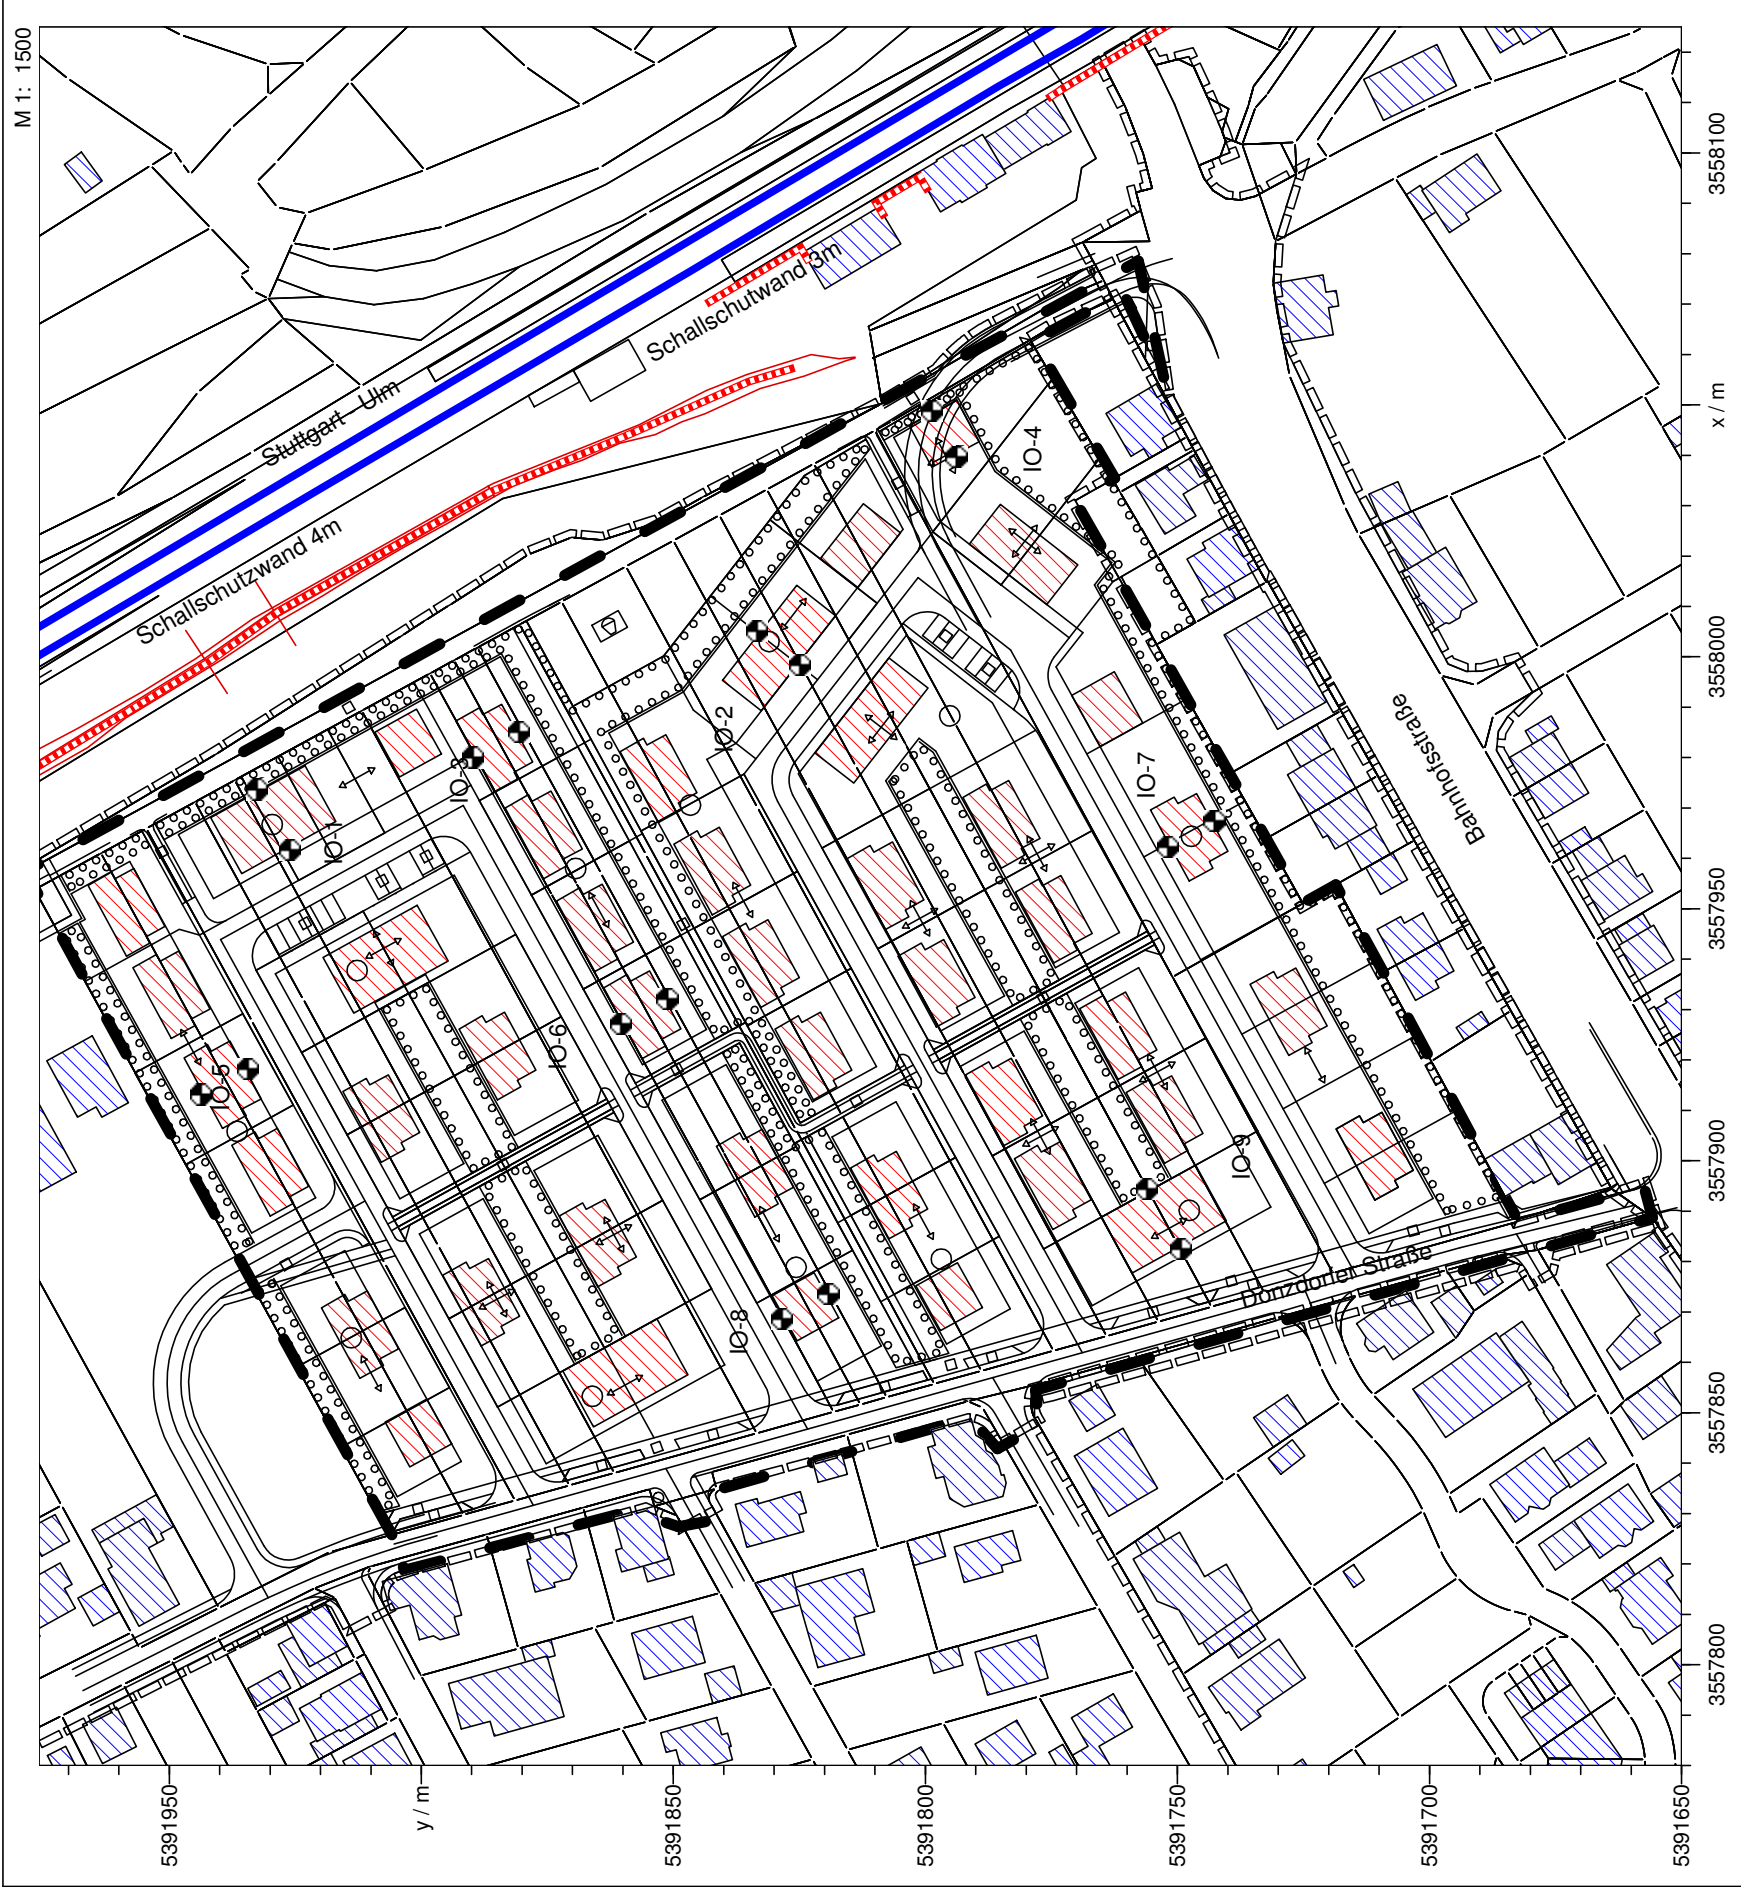 M 1: 1500
Stuttgart - Ulm
Schallschutzwand 4m
Schallschutwand 3m
IO-1
IO-2
IO-3
IO-4
IO-5
IO-6
IO-7
IO-8
IO-9
Bahnhofsstraße
Donzdorfer Straße
x / m
3558100
3558000
3557950
3557900
3557850
3557800
y / m
5391950
5391850
5391800
5391750
5391700
5391650